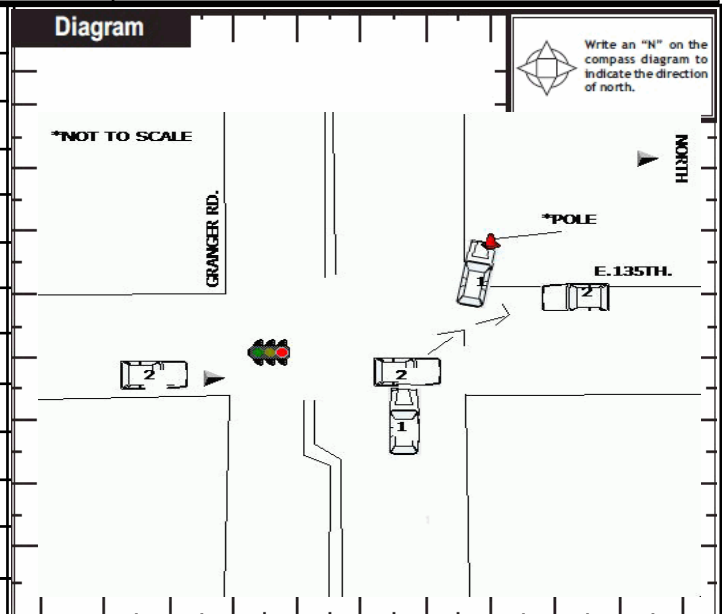 Diagram
Write an "N" on the
compass diagram to
indicate the direction
of north.
*NOT TO SCALE
NORTH
GRANGER RD.
*POLE
E.135TH.
1
2
2
2
1